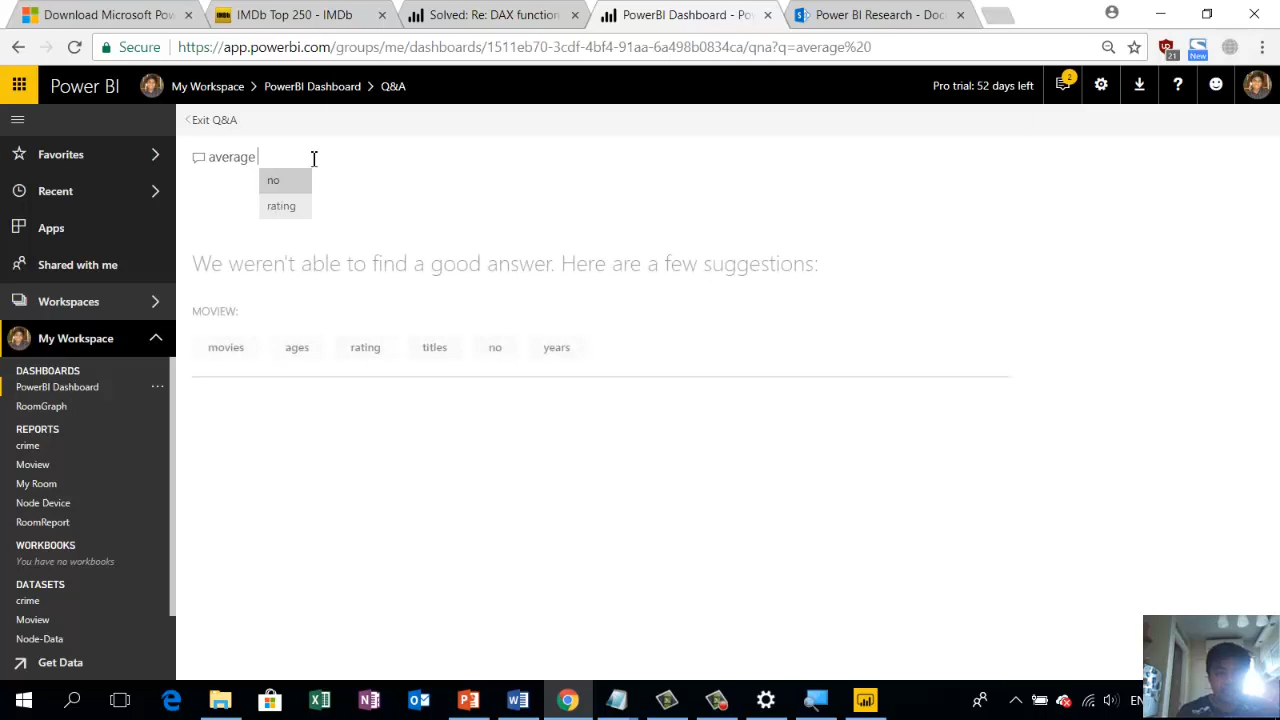 Download Microsoft Pow
IMDb Top 250 - IMDb
Solved: Re: DAX function
PowerBI Dashboard - Pow
Power BI Research - Docu
Secure
https://app.powerbi.com/groups/me/dashboards/1511eb70-3cdf-4bf4-91aa-6a498b0834ca/qna?q=average%20
21
New
Power BI
My Workspace > PowerBI Dashboard > Q&A
Pro trial: 52 days left
2
Exit Q&A
average
no
rating
We weren't able to find a good answer. Here are a few suggestions:
MOVIEW:
movies
ages
rating
titles
no
years
Favorites
Recent
Apps
Shared with me
Workspaces
My Workspace
DASHBOARDS
PowerBI Dashboard
RoomGraph
REPORTS
crime
Moview
My Room
Node Device
RoomReport
WORKBOOKS
You have no workbooks
DATASETS
crime
Moview
Node-Data
Get Data